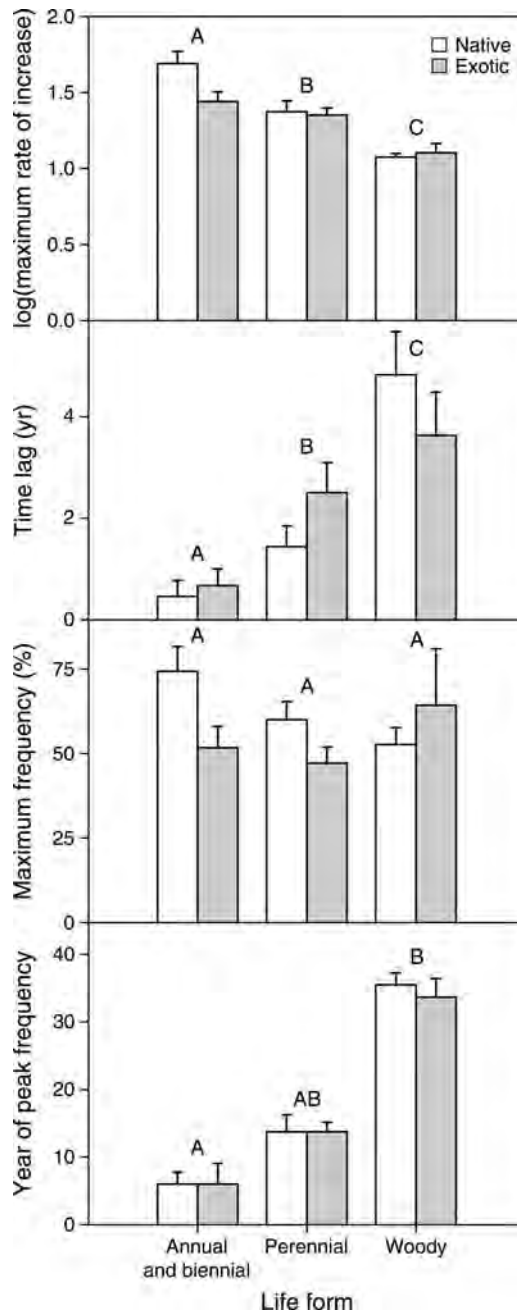 log(maximum rate of increase)
2.0
1.5
1.0
0.5
0.0
A
B
C
Native
Exotic
Time lag (yr)
4
2
0
A
B
C
Maximum frequency (%)
75
50
25
0
A
A
A
Year of peak frequency
40
30
20
10
0
A
AB
B
Annual
and biennial
Perennial
Woody
Life form